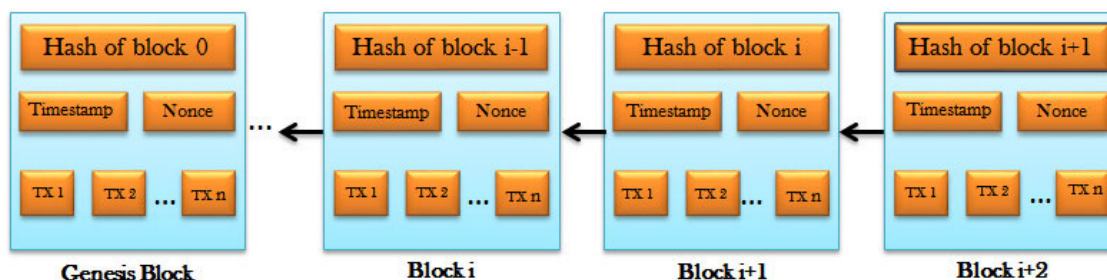 Hash of block 0
Timestamp
Nonce
TX 1
TX 2
...
TX n
Genesis Block
...
Hash of block i-1
Timestamp
Nonce
TX 1
TX 2
...
TX n
Block i
Hash of block i
Timestamp
Nonce
TX 1
TX 2
...
TX n
Block i+1
Hash of block i+1
Timestamp
Nonce
TX 1
TX 2
...
TX n
Block i+2